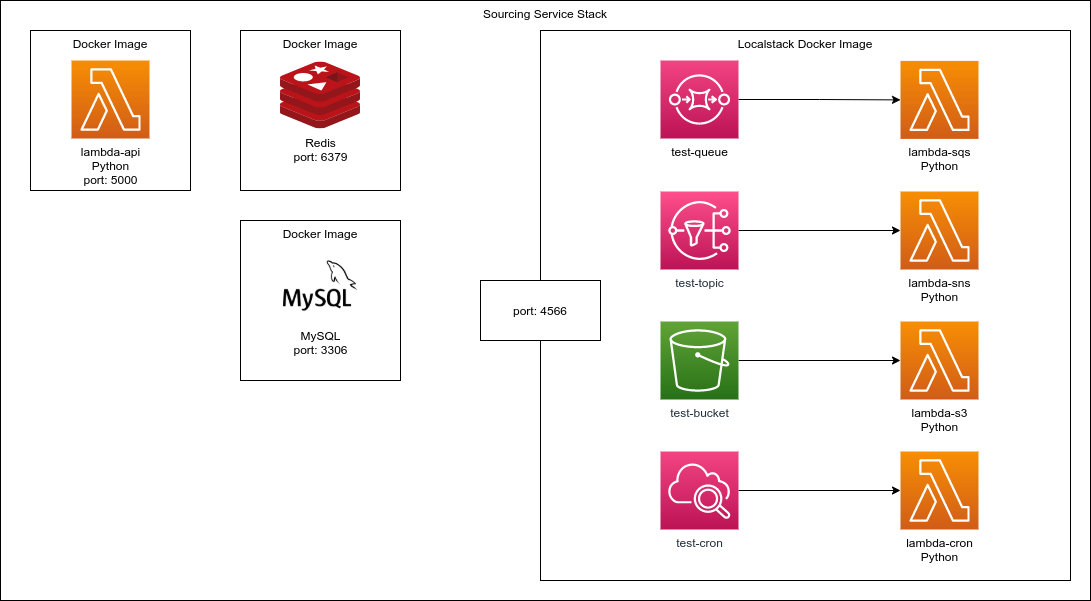 Sourcing Service Stack
Docker Image
lambda-api
Python
port: 5000
Docker Image
Redis
port: 6379
Docker Image
MySQL
MySQL
port: 3306
port: 4566
Localstack Docker Image
test-queue
lambda-sqs
Python
test-topic
lambda-sns
Python
test-bucket
lambda-s3
Python
test-cron
lambda-cron
Python